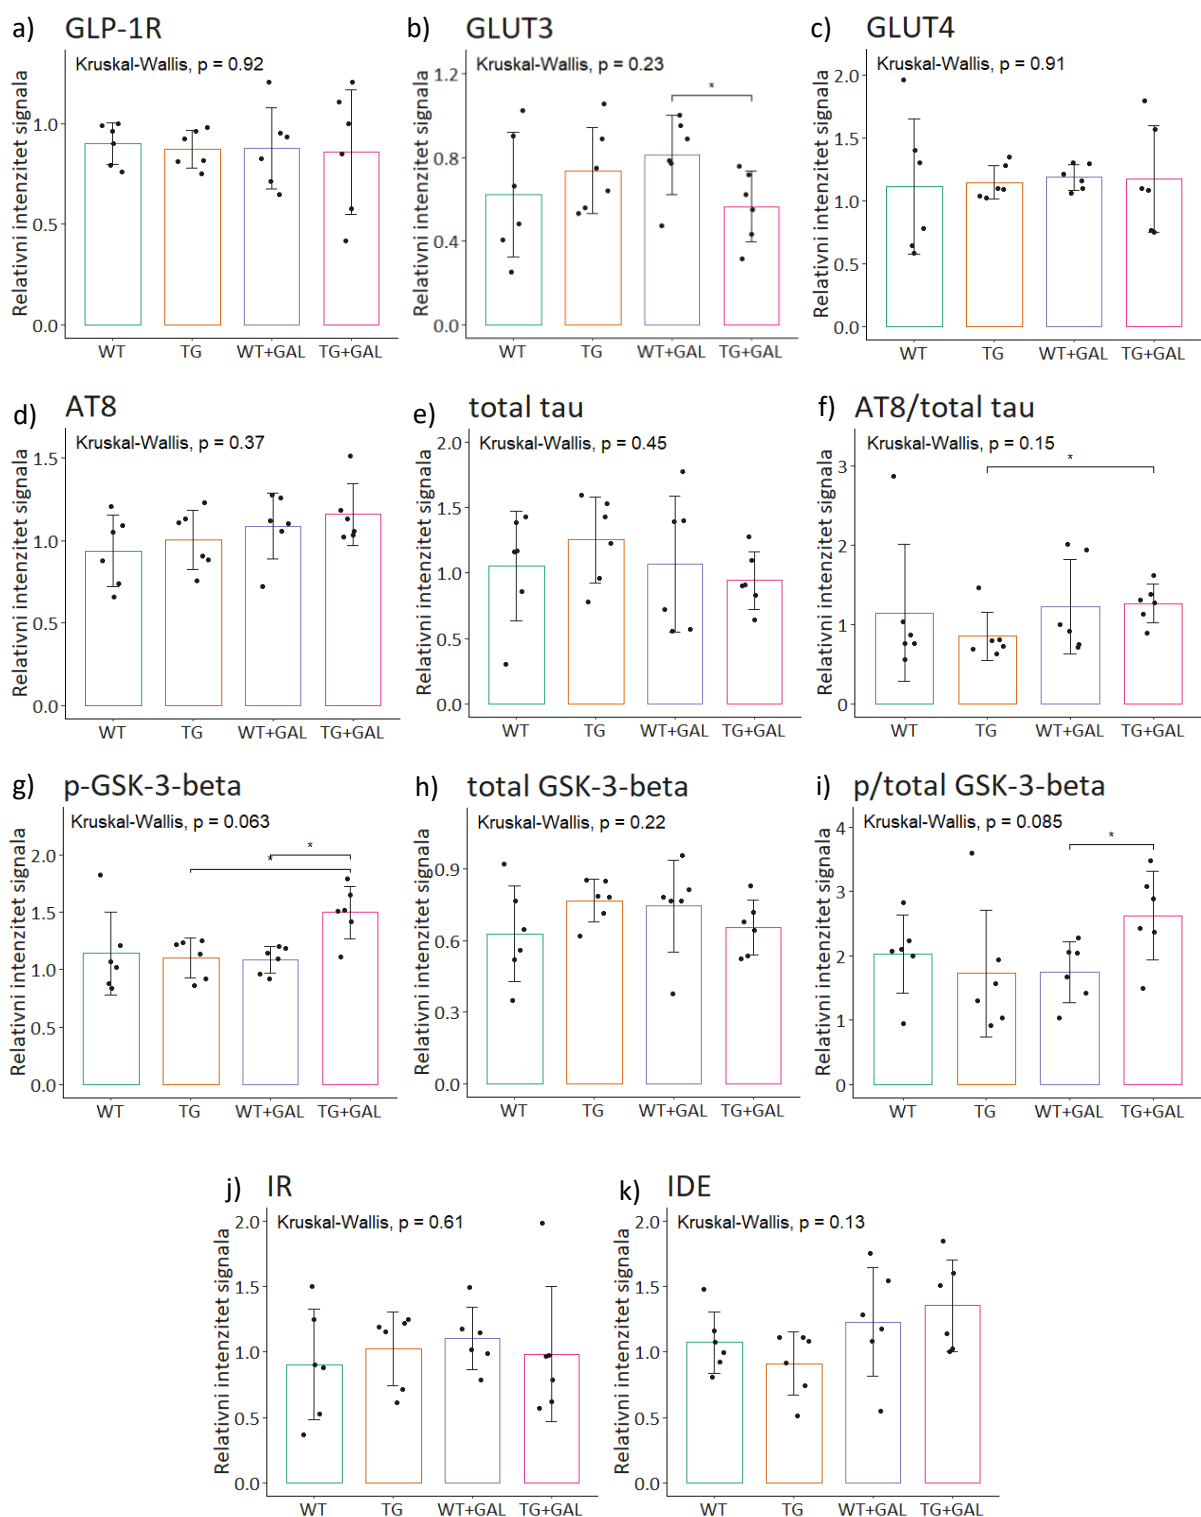 a) GLP-1R
Kruskal-Wallis, p = 0.92
Relativni intenzitet signala
1.0
0.5
0.0
WT TG WT+GAL TG+GAL
b) GLUT3
Kruskal-Wallis, p = 0.23
*
Relativni intenzitet signala
1.2
0.8
0.4
0.0
WT TG WT+GAL TG+GAL
c) GLUT4
Kruskal-Wallis, p = 0.91
Relativni intenzitet signala
2.0
1.5
1.0
0.5
0.0
WT TG WT+GAL TG+GAL
d) AT8
Kruskal-Wallis, p = 0.37
Relativni intenzitet signala
1.5
1.0
0.5
0.0
WT TG WT+GAL TG+GAL
e) total tau
Kruskal-Wallis, p = 0.45
Relativni intenzitet signala
2.0
1.5
1.0
0.5
0.0
WT TG WT+GAL TG+GAL
f) AT8/total tau
Kruskal-Wallis, p = 0.15
*
Relativni intenzitet signala
3
2
1
0
WT TG WT+GAL TG+GAL
g) p-GSK-3-beta
Kruskal-Wallis, p = 0.063
*
*
Relativni intenzitet signala
2.0
1.5
1.0
0.5
0.0
WT TG WT+GAL TG+GAL
h) total GSK-3-beta
Kruskal-Wallis, p = 0.22
Relativni intenzitet signala
0.9
0.6
0.3
0.0
WT TG WT+GAL TG+GAL
i) p/total GSK-3-beta
Kruskal-Wallis, p = 0.085
*
Relativni intenzitet signala
4
3
2
1
0
WT TG WT+GAL TG+GAL
j) IR
Kruskal-Wallis, p = 0.61
Relativni intenzitet signala
2.0
1.5
1.0
0.5
0.0
WT TG WT+GAL TG+GAL
k) IDE
Kruskal-Wallis, p = 0.13
Relativni intenzitet signala
2.0
1.5
1.0
0.5
0.0
WT TG WT+GAL TG+GAL